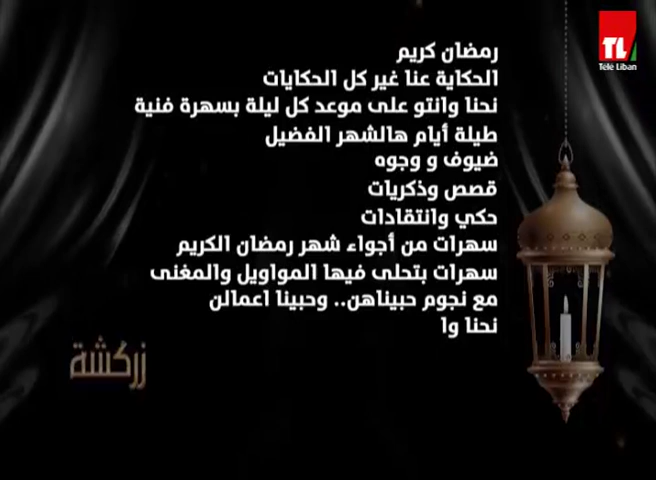 TL
Télé Liban
رمضان كريم
الحكاية عنا غير كل الحكايات
نحنا وانتو على موعد كل ليلة بسهرة فنية
طيلة أيام هالشهر الفضيل
ضيوف و وجوه
قصص وذكريات
حكي وانتقادات
سهرات من أجواء شهر رمضان الكريم
سهرات بتحلى فيها المواويل والمغنى
مع نجوم حبيناهن.. وحبينا اعمالن
نحنا وا
زركشة